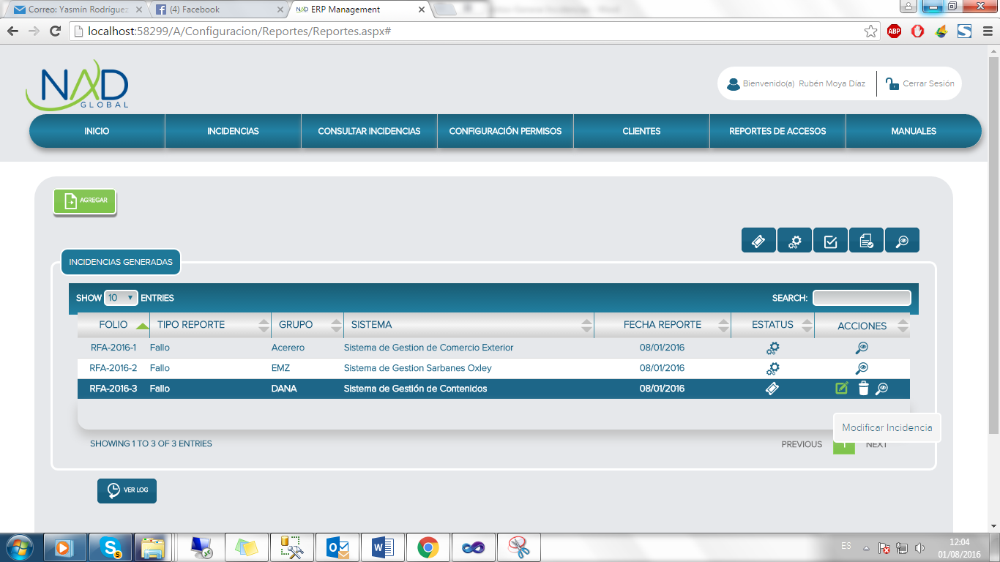 Correo: Yasmín Rodríguez
(4) Facebook
NAD ERP Management
localhost:58299/A/Configuracion/Reportes/Reportes.aspx#
ABP
NAD
GLOBAL
Bienvenido(a) Rubén Moya Díaz
Cerrar Sesión
INICIO
INCIDENCIAS
CONSULTAR INCIDENCIAS
CONFIGURACIÓN PERMISOS
CLIENTES
REPORTES DE ACCESOS
MANUALES
AGREGAR
INCIDENCIAS GENERADAS
SHOW 10 ENTRIES
SEARCH:
FOLIO TIPO REPORTE GRUPO SISTEMA FECHA REPORTE ESTATUS ACCIONES
RFA-2016-1 Fallo Acerero Sistema de Gestion de Comercio Exterior 08/01/2016
RFA-2016-2 Fallo EMZ Sistema de Gestion Sarbanes Oxley 08/01/2016
RFA-2016-3 Fallo DANA Sistema de Gestión de Contenidos 08/01/2016
Modificar Incidencia
SHOWING 1 TO 3 OF 3 ENTRIES
PREVIOUS 1 NEXT
VER LOG
5
ES
12:04
01/08/2016